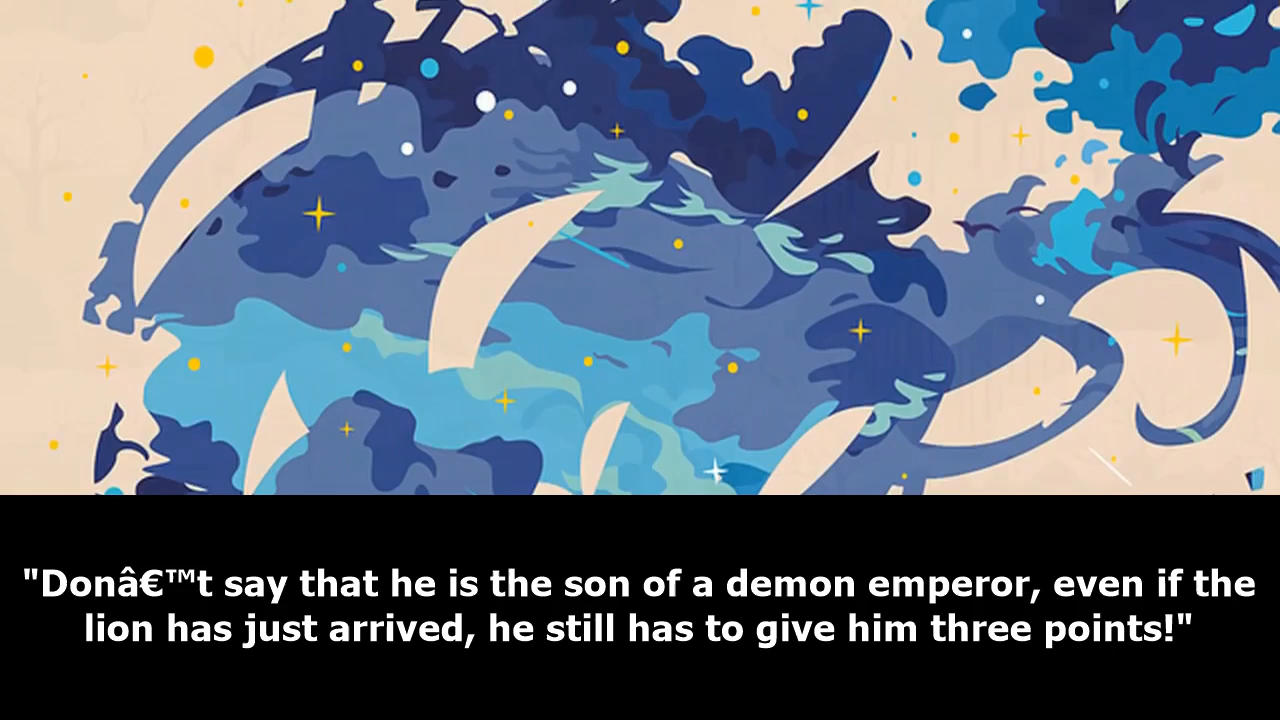 "Donâ€™t say that he is the son of a demon emperor, even if the
lion has just arrived, he still has to give him three points!"